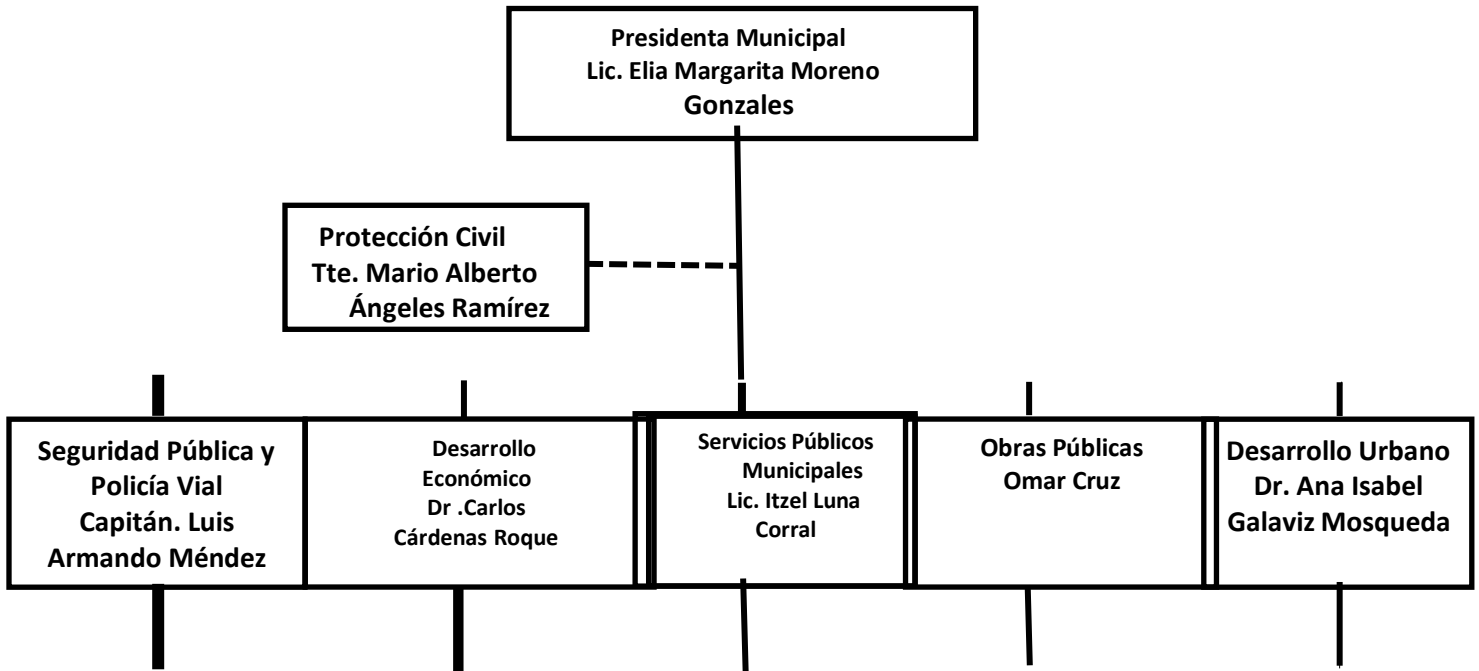 Presidenta Municipal
Lic. Elia Margarita Moreno
Gonzales
Protección Civil
Tte. Mario Alberto
Ángeles Ramírez
Seguridad Pública y
Policía Vial
Capitán. Luis
Armando Méndez
Desarrollo
Económico
Dr .Carlos
Cárdenas Roque
Servicios Públicos
Municipales
Lic. Itzel Luna
Corral
Obras Públicas
Omar Cruz
Desarrollo Urbano
Dr. Ana Isabel
Galaviz Mosqueda